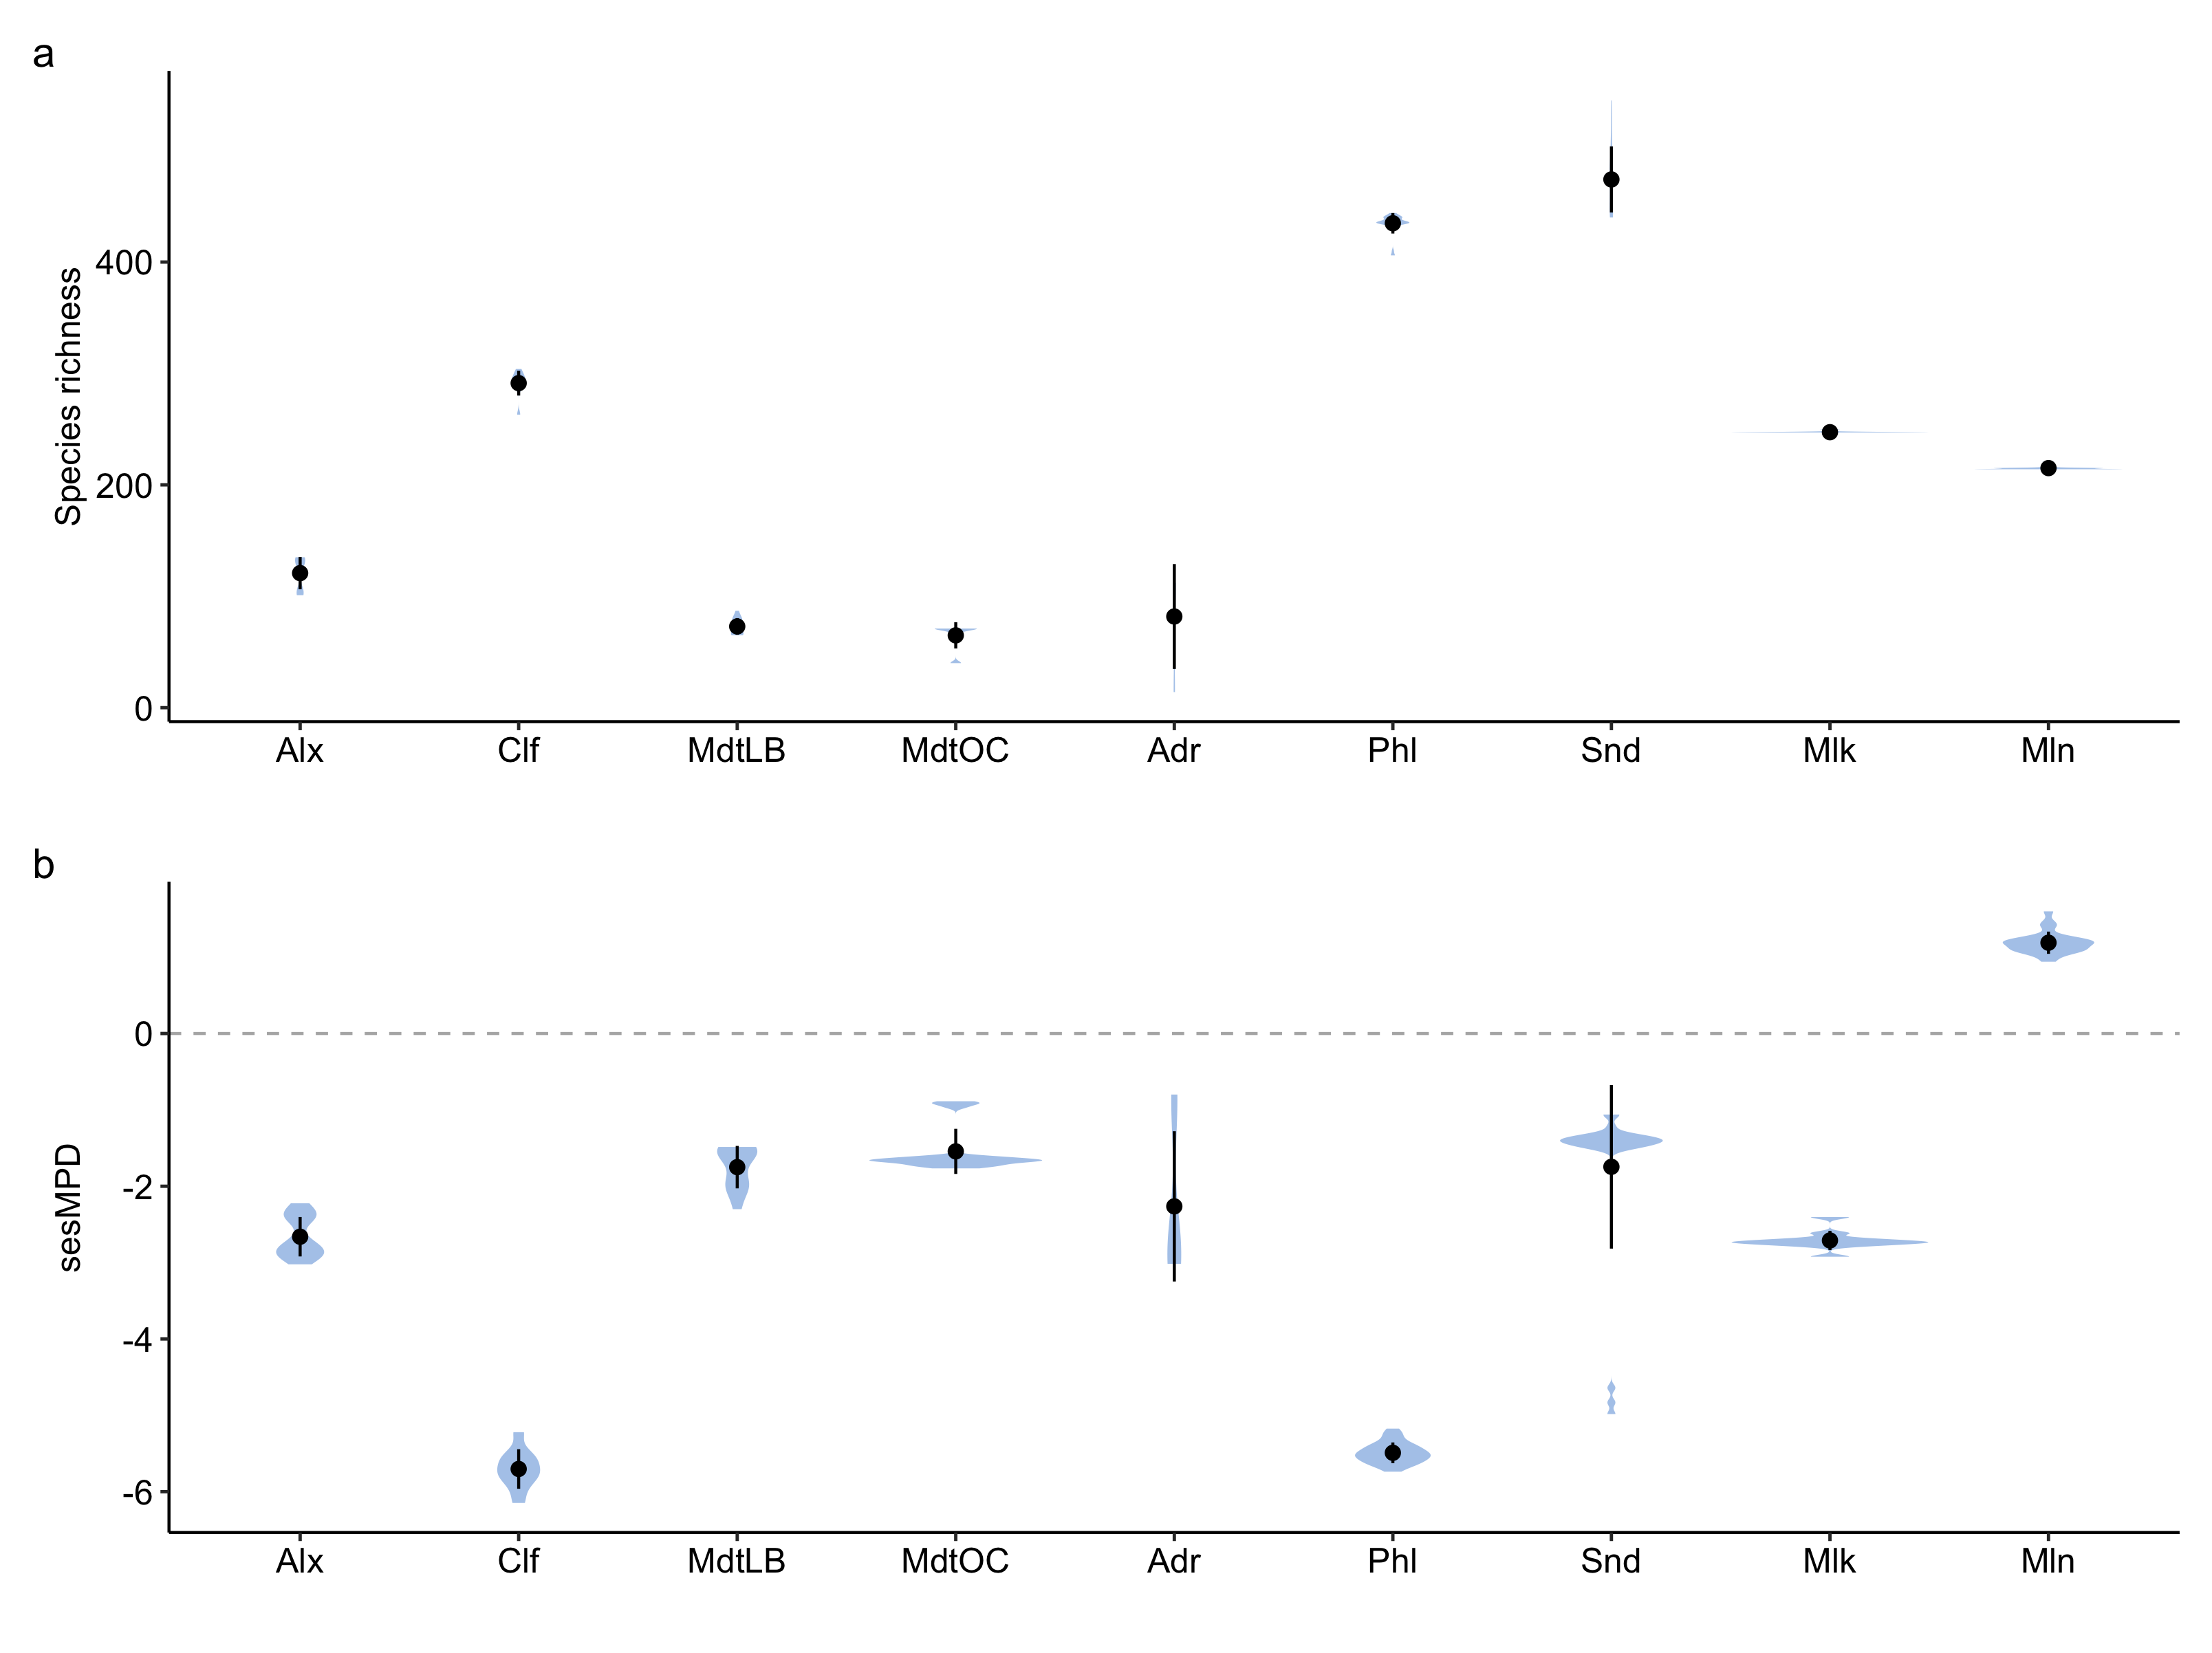 a
Species richness
400
200
0
Alx Clf MdtLB MdtOC Adr Phl Snd Mlk Mln
b
sesMPD
0
-2
-4
-6
Alx Clf MdtLB MdtOC Adr Phl Snd Mlk Mln